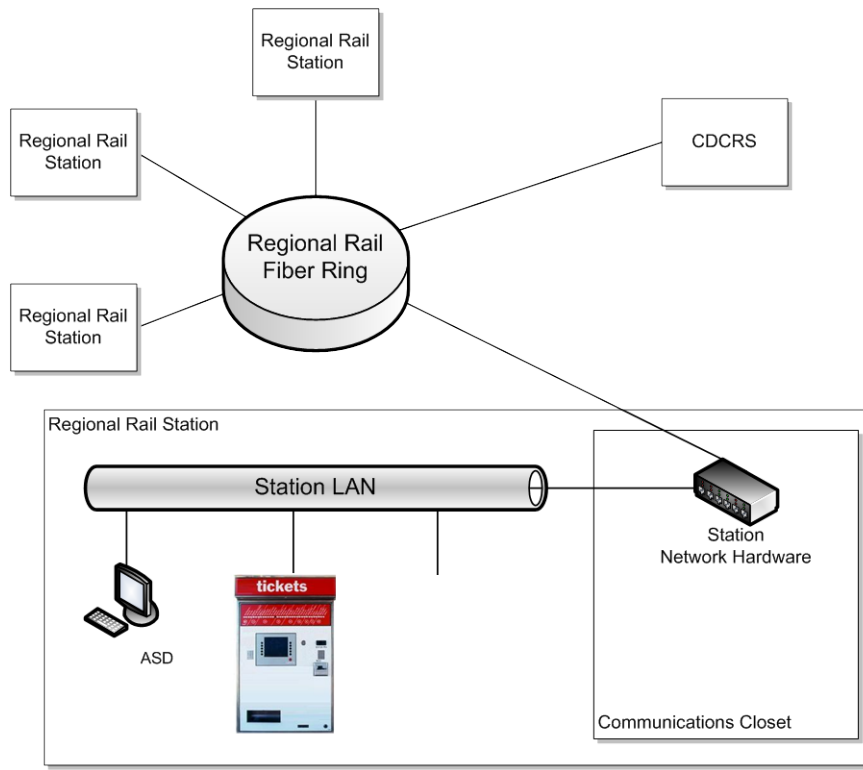 Regional Rail
Station
Regional Rail
Station
CDCRS
Regional Rail
Fiber Ring
Regional Rail
Station
Regional Rail Station
Station LAN
Station
Network Hardware
tickets
ASD
Communications Closet